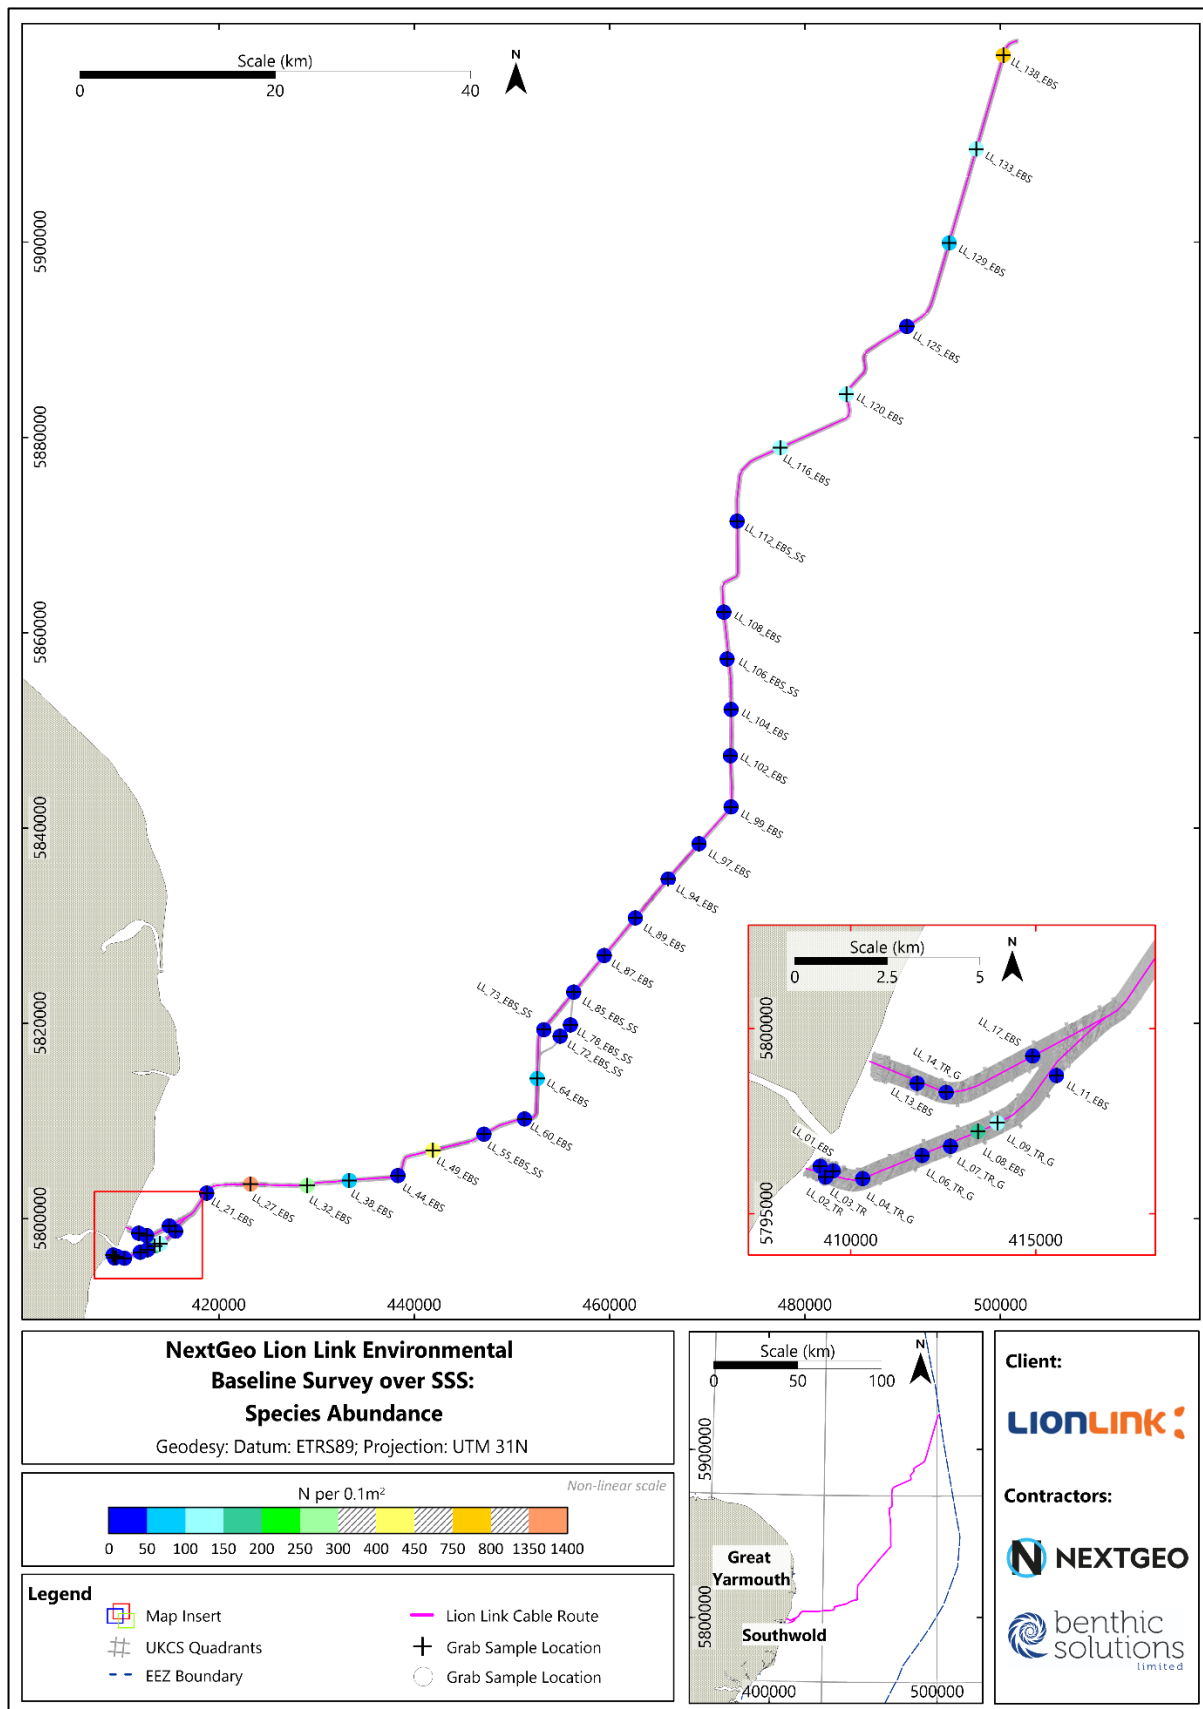 Scale (km)
0 20 40
N
LL_138_EBS
LL_133_EBS
5900000
LL_129_EBS
LL_125_EBS
LL_120_EBS
5880000
LL_116_EBS
LL_112_EBS_SS
5860000
LL_108_EBS
LL_106_EBS_SS
LL_104_EBS
LL_102_EBS
5840000
LL_99_EBS
LL_97_EBS
LL_94_EBS
LL_89_EBS
LL_87_EBS
LL_85_EBS_SS
LL_73_EBS_SS
5820000
LL_78_EBS_SS
LL_72_EBS_SS
LL_64_EBS
LL_60_EBS
LL_55_EBS_SS
LL_49_EBS
LL_44_EBS
LL_38_EBS
LL_32_EBS
LL_27_EBS
LL_21_EBS
5800000
420000 440000 460000 480000 500000
Scale (km)
0 2.5 5
N
5800000
LL_17_EBS
LL_14_TR_G
LL_13_EBS
LL_11_EBS
LL_09_TR_G
LL_08_EBS
LL_07_TR_G
LL_06_TR_G
LL_04_TR_G
LL_01_EBS
LL_03_TR
LL_02_TR
5795000
410000 415000
NextGeo Lion Link Environmental
Baseline Survey over SSS:
Species Abundance
Geodesy: Datum: ETRS89; Projection: UTM 31N
N per 0.1m²
Non-linear scale
0 50 100 150 200 250 300 400 450 750 800 1350 1400
Legend
Map Insert
Lion Link Cable Route
UKCS Quadrants
Grab Sample Location
EEZ Boundary
Grab Sample Location
Scale (km)
0 50 100
N
5900000
Great
Yarmouth
5800000
Southwold
400000 500000
Client:
LIONLINK
Contractors:
N NEXTGEO
benthic
solutions
limited